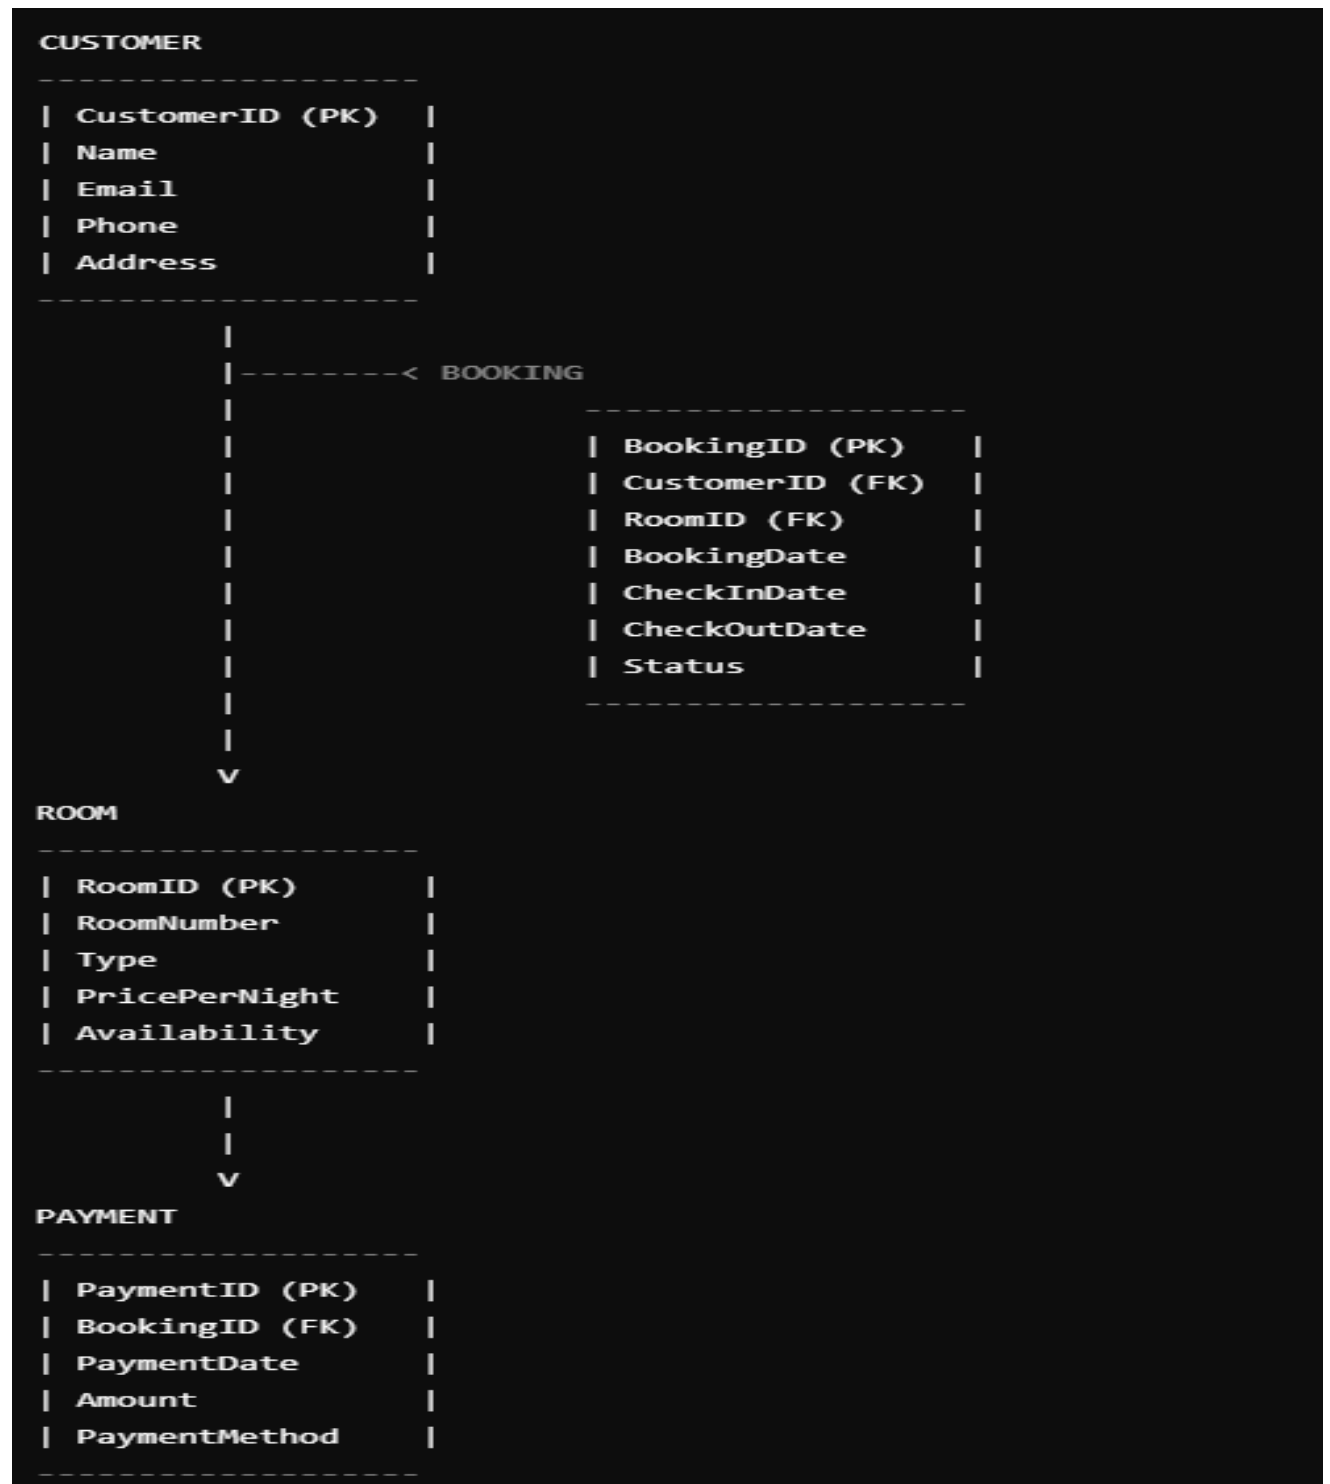 CUSTOMER
-------------------
| CustomerID (PK)  |
| Name             |
| Email            |
| Phone            |
| Address          |
-------------------
         |
         |--------< BOOKING
         |                 -------------------
         |                 | BookingID (PK)   |
         |                 | CustomerID (FK)  |
         |                 | RoomID (FK)      |
         |                 | BookingDate      |
         |                 | CheckInDate      |
         |                 | CheckOutDate     |
         |                 | Status           |
         |                 -------------------
         |
         v
ROOM
-------------------
| RoomID (PK)      |
| RoomNumber       |
| Type             |
| PricePerNight    |
| Availability     |
-------------------
         |
         |
         v
PAYMENT
-------------------
| PaymentID (PK)   |
| BookingID (FK)   |
| PaymentDate      |
| Amount           |
| PaymentMethod    |
-------------------